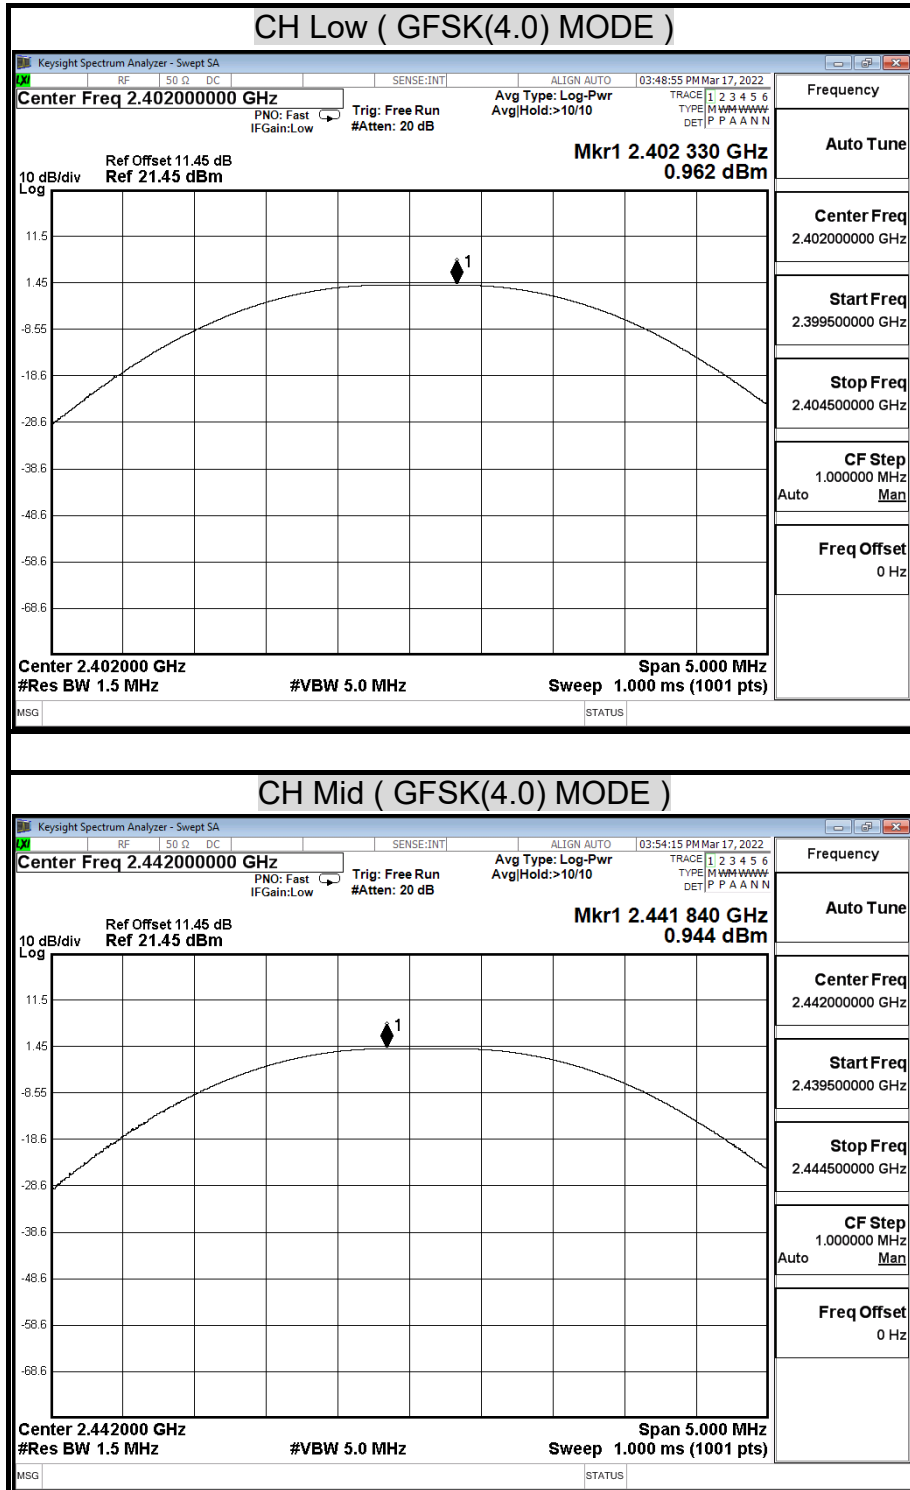 CH Low ( GFSK(4.0) MODE )
Keysight Spectrum Analyzer - Swept SA
LXI RF 50 Ω DC SENSE:INT ALIGN AUTO 03:48:55 PM Mar 17, 2022
Center Freq 2.402000000 GHz
PNO: Fast
IFGain:Low
Trig: Free Run
#Atten: 20 dB
Avg Type: Log-Pwr
Avg|Hold:>10/10
TRACE 1 2 3 4 5 6
TYPE M WM WWWW
DET P P A A N N
Ref Offset 11.45 dB
10 dB/div Ref 21.45 dBm
Log
Mkr1 2.402 330 GHz
0.962 dBm
1
11.5
1.45
-8.55
-18.6
-28.6
-38.6
-48.6
-58.6
-68.6
Center 2.402000 GHz Span 5.000 MHz
#Res BW 1.5 MHz #VBW 5.0 MHz Sweep 1.000 ms (1001 pts)
MSG STATUS
Frequency
Auto Tune
Center Freq
2.402000000 GHz
Start Freq
2.399500000 GHz
Stop Freq
2.404500000 GHz
CF Step
1.000000 MHz
Auto Man
Freq Offset
0 Hz
CH Mid ( GFSK(4.0) MODE )
Keysight Spectrum Analyzer - Swept SA
LXI RF 50 Ω DC SENSE:INT ALIGN AUTO 03:54:15 PM Mar 17, 2022
Center Freq 2.442000000 GHz
PNO: Fast
IFGain:Low
Trig: Free Run
#Atten: 20 dB
Avg Type: Log-Pwr
Avg|Hold:>10/10
TRACE 1 2 3 4 5 6
TYPE M WM WWWW
DET P P A A N N
Ref Offset 11.45 dB
10 dB/div Ref 21.45 dBm
Log
Mkr1 2.441 840 GHz
0.944 dBm
1
11.5
1.45
-8.55
-18.6
-28.6
-38.6
-48.6
-58.6
-68.6
Center 2.442000 GHz Span 5.000 MHz
#Res BW 1.5 MHz #VBW 5.0 MHz Sweep 1.000 ms (1001 pts)
MSG STATUS
Frequency
Auto Tune
Center Freq
2.442000000 GHz
Start Freq
2.439500000 GHz
Stop Freq
2.444500000 GHz
CF Step
1.000000 MHz
Auto Man
Freq Offset
0 Hz